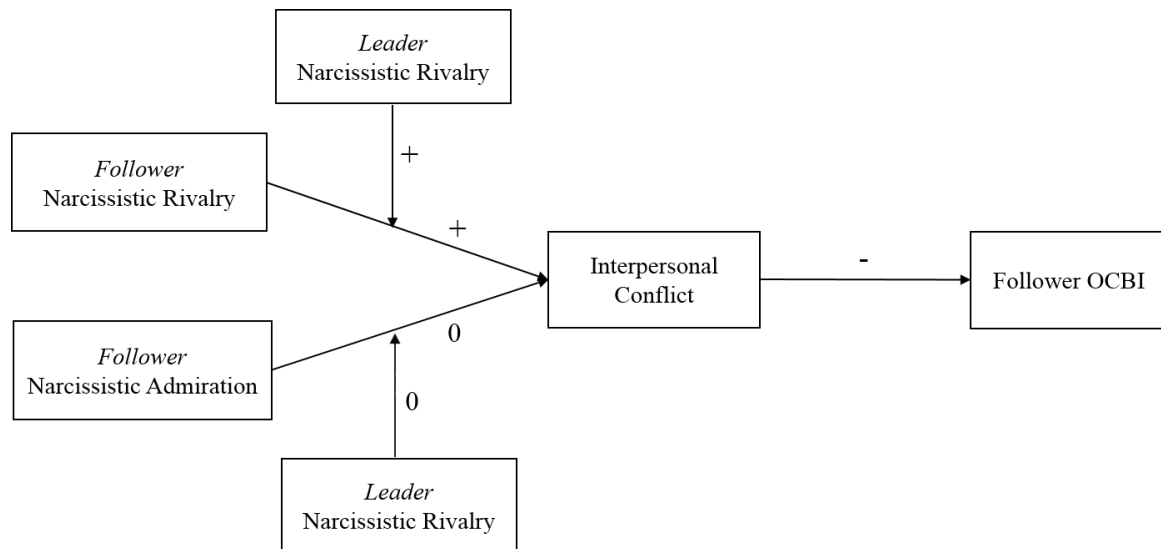 Leader
Narcissistic Rivalry
+
Follower
Narcissistic Rivalry
+
Interpersonal
Conflict
-
Follower OCBI
Follower
Narcissistic Admiration
0
0
Leader
Narcissistic Rivalry